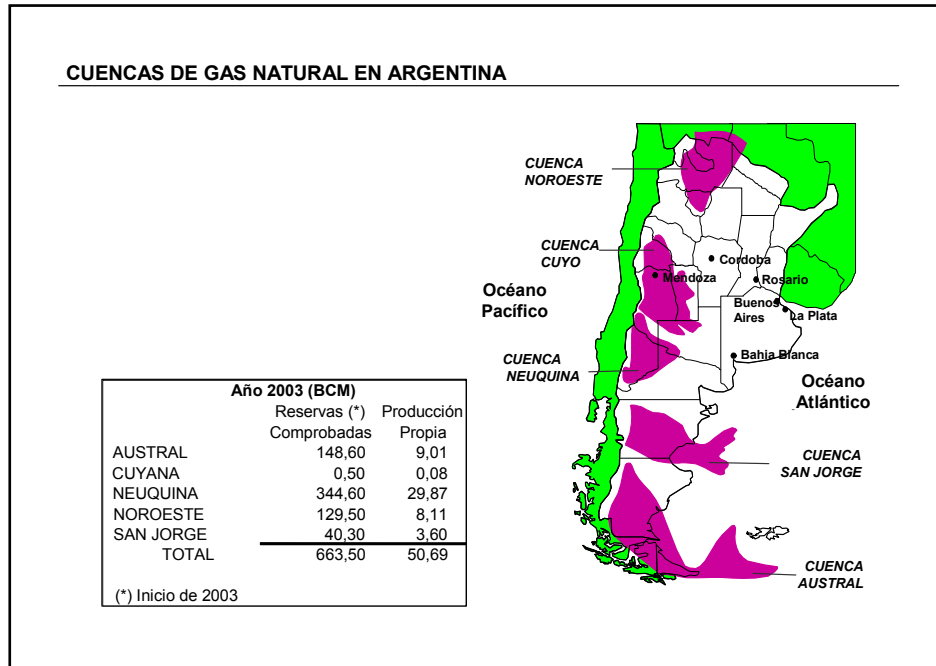 CUENCAS DE GAS NATURAL EN ARGENTINA
CUENCA
NOROESTE
CUENCA
CUYO
Cordoba
Mendoza
Rosario
Océano
Pacífico
Buenos
Aires
La Plata
CUENCA
NEUQUINA
Bahia Blanca
Océano
Atlántico
CUENCA
SAN JORGE
CUENCA
AUSTRAL
Año 2003 (BCM)
Reservas (*) Producción
Comprobadas Propia
AUSTRAL 148,60 9,01
CUYANA 0,50 0,08
NEUQUINA 344,60 29,87
NOROESTE 129,50 8,11
SAN JORGE 40,30 3,60
TOTAL 663,50 50,69
(*) Inicio de 2003